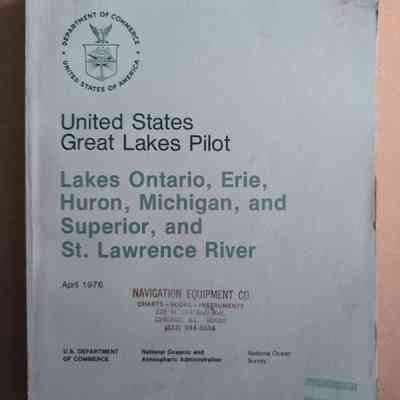 DEPARTMENT OF COMMERCE
UNITED STATES OF AMERICA
United States
Great Lakes Pilot
Lakes Ontario, Erie,
Huron, Michigan, and
Superior, and
St. Lawrence River
April 1976
NAVIGATION EQUIPMENT CO
CHARTS - BOOKS - INSTRUMENTS
CHICAGO, ILL.
U.S. DEPARTMENT
OF COMMERCE
National Oceanic and
Atmospheric Administration
National Ocean
Survey